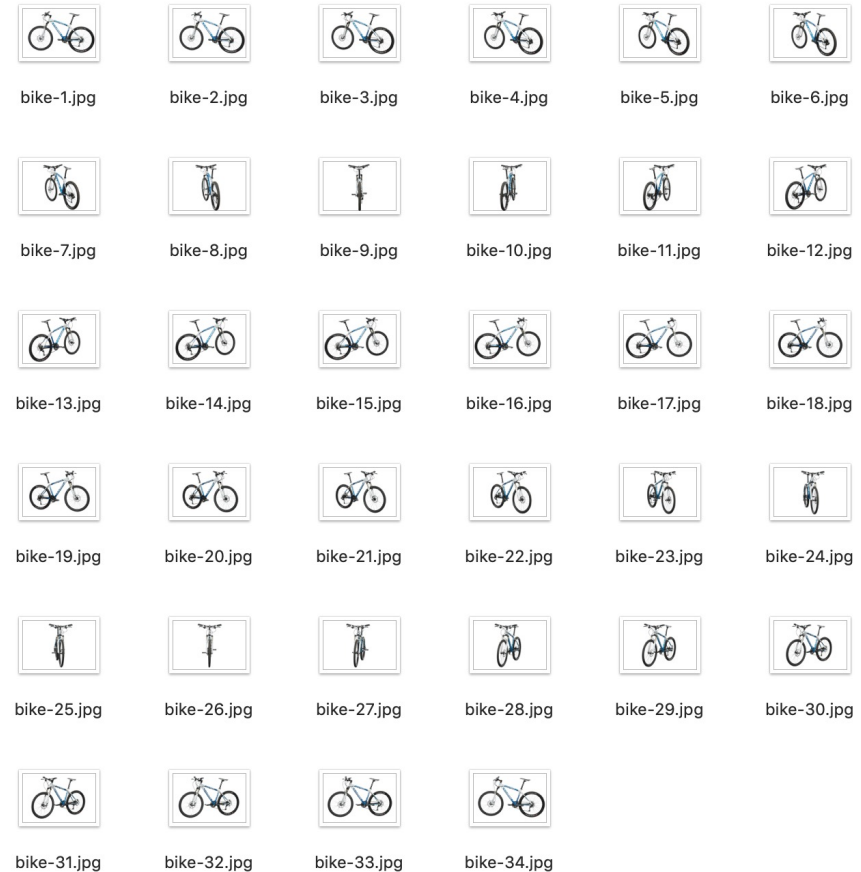 bike-1.jpg bike-2.jpg bike-3.jpg bike-4.jpg bike-5.jpg bike-6.jpg
bike-7.jpg bike-8.jpg bike-9.jpg bike-10.jpg bike-11.jpg bike-12.jpg
bike-13.jpg bike-14.jpg bike-15.jpg bike-16.jpg bike-17.jpg bike-18.jpg
bike-19.jpg bike-20.jpg bike-21.jpg bike-22.jpg bike-23.jpg bike-24.jpg
bike-25.jpg bike-26.jpg bike-27.jpg bike-28.jpg bike-29.jpg bike-30.jpg
bike-31.jpg bike-32.jpg bike-33.jpg bike-34.jpg